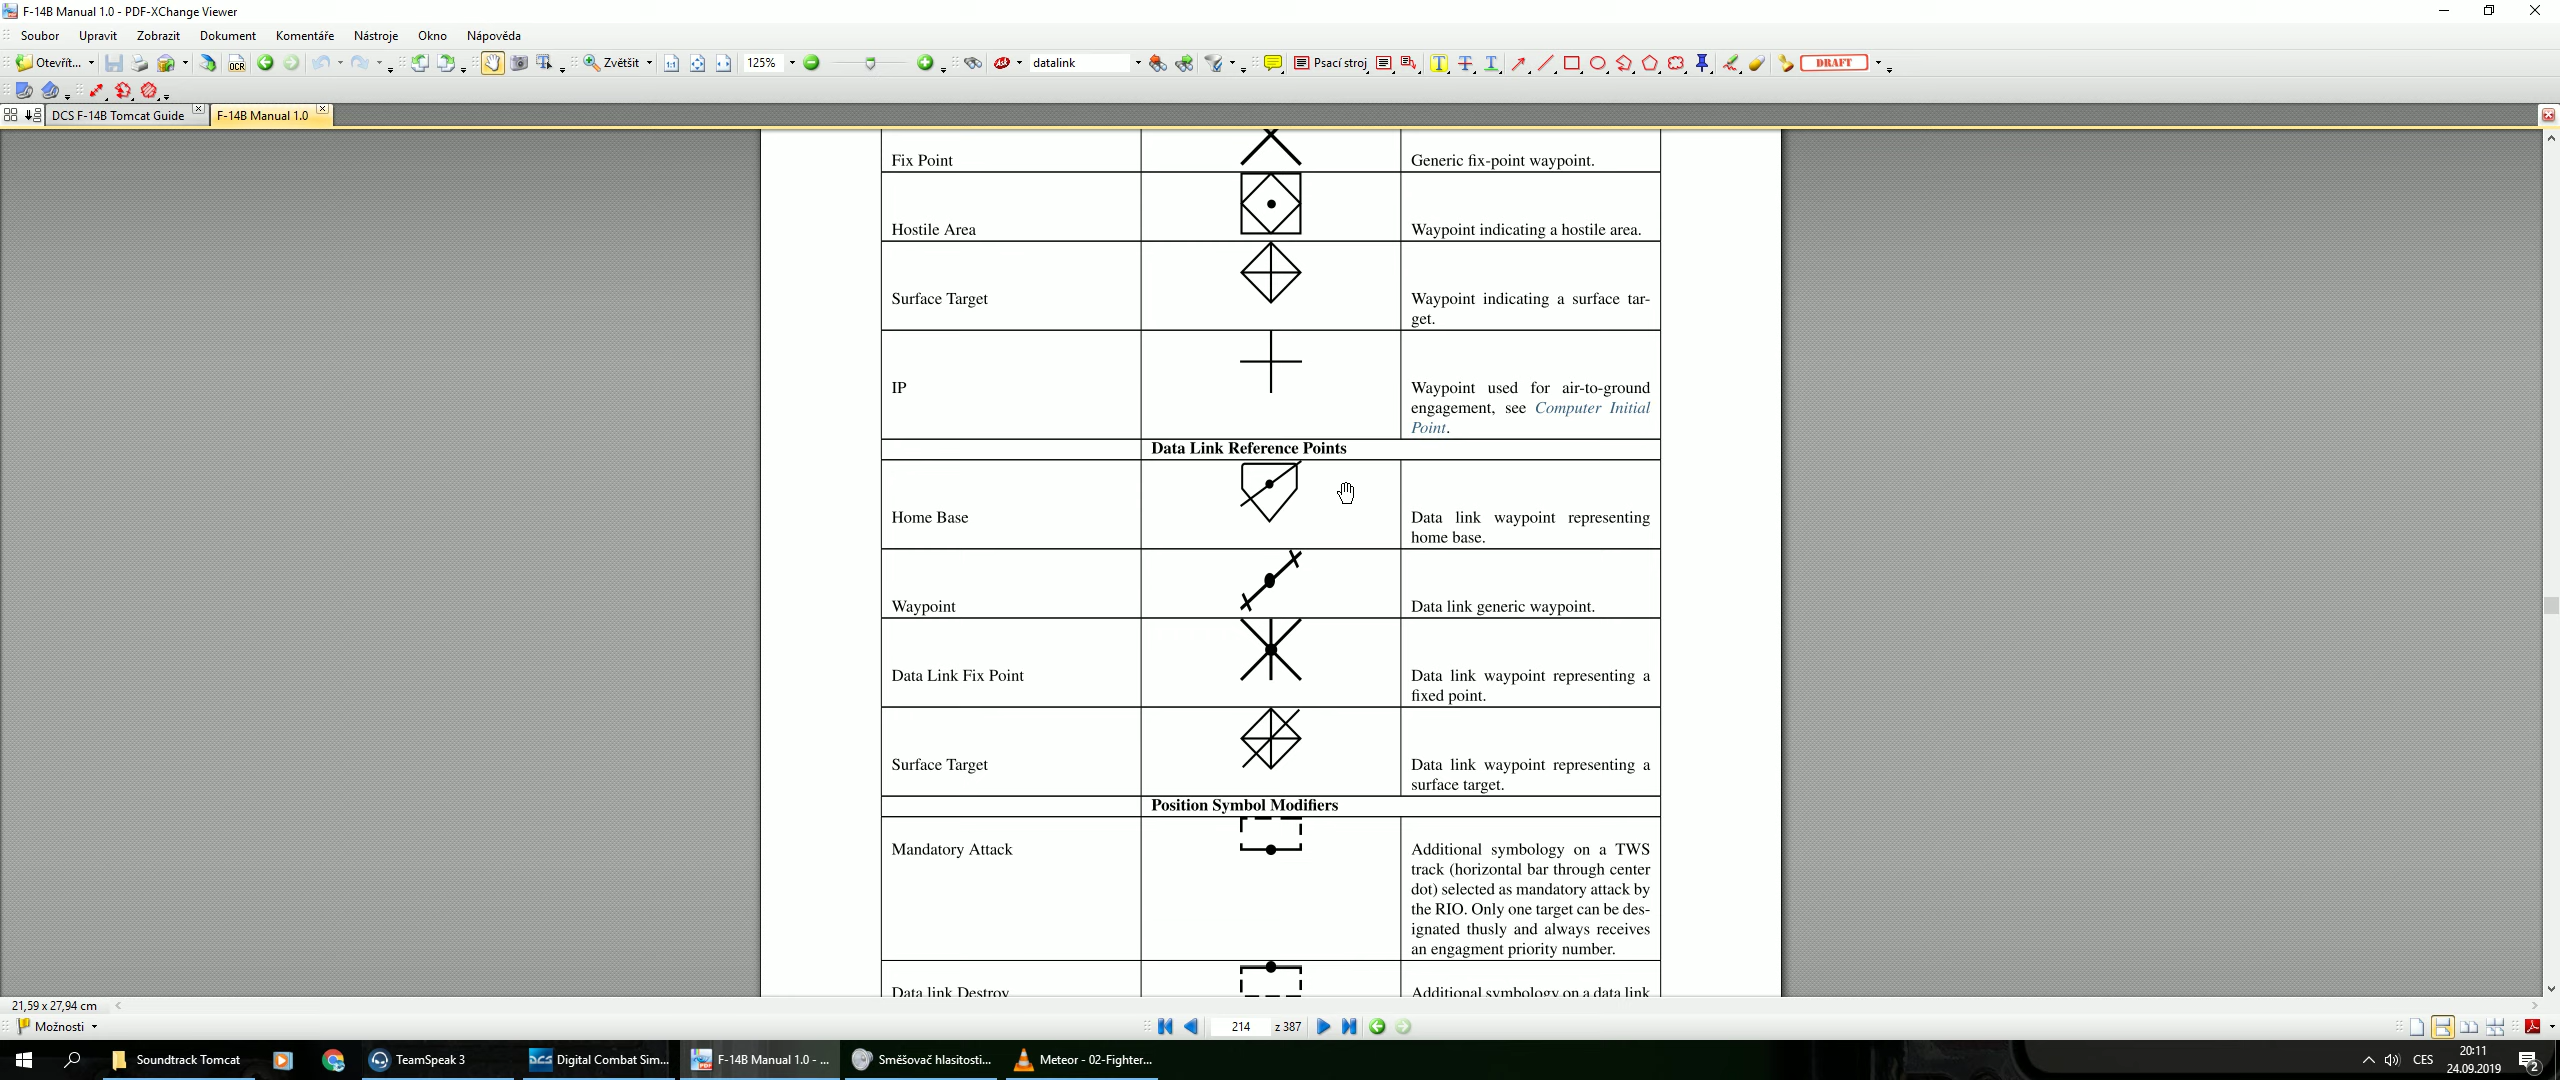 F-14B Manual 1.0 - PDF-XChange Viewer
Soubor Upravit Zobrazit Dokument Komentáře Nástroje Okno Nápověda
Otevřít... OCR Zvětšit 1:1 125% Ask datalink Psací stroj T T T DRAFT
DCS F-14B Tomcat Guide F-14B Manual 1.0
Fix Point Generic fix-point waypoint.
Hostile Area Waypoint indicating a hostile area.
Surface Target Waypoint indicating a surface tar-
get.
IP Waypoint used for air-to-ground
engagement, see Computer Initial
Point.
Data Link Reference Points
Home Base Data link waypoint representing
home base.
Waypoint Data link generic waypoint.
Data Link Fix Point Data link waypoint representing a
fixed point.
Surface Target Data link waypoint representing a
surface target.
Position Symbol Modifiers
Mandatory Attack Additional symbology on a TWS
track (horizontal bar through center
dot) selected as mandatory attack by
the RIO. Only one target can be des-
ignated thusly and always receives
an engagment priority number.
Data link Destroy Additional symbology on a data link
21,59 x 27,94 cm
Možnosti 214 z 387
Soundtrack Tomcat TeamSpeak 3 DCS Digital Combat Sim... F-14B Manual 1.0 - ... Směšovač hlasitosti... Meteor - 02-Fighter... CES 20:11
24.09.2019 2